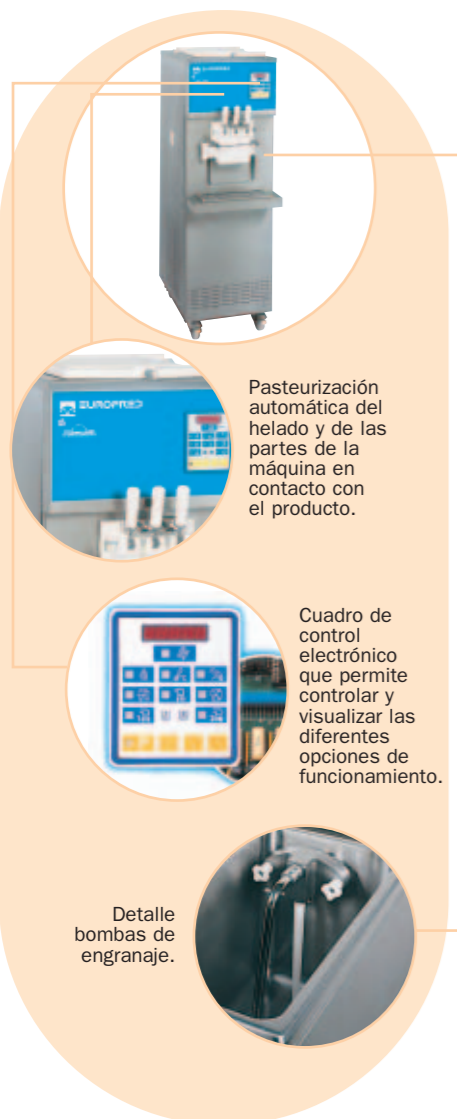 EUROFRED
EUROFRED
Pasteurización
automática del
helado y de las
partes de la
máquina en
contacto con
el producto.
Cuadro de
control
electrónico
que permite
controlar y
visualizar las
diferentes
opciones de
funcionamiento.
Detalle
bombas de
engranaje.